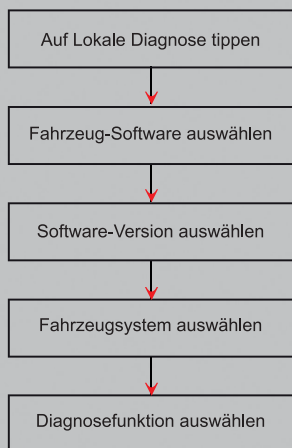 Auf Lokale Diagnose tippen
Fahrzeug-Software auswählen
Software-Version auswählen
Fahrzeugsystem auswählen
Diagnosefunktion auswählen